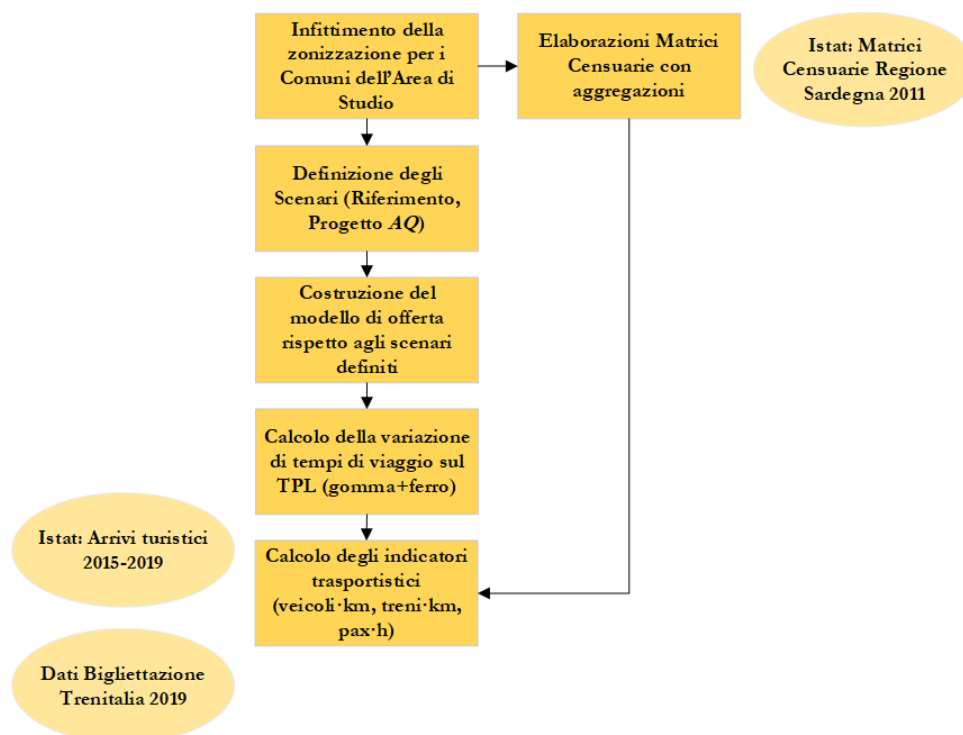 Infittimento della
zonizzazione per i
Comuni dell'Area di
Studio
Elaborazioni Matrici
Censuarie con
aggregazioni
Istat: Matrici
Censuarie Regione
Sardegna 2011
Definizione degli
Scenari (Riferimento,
Progetto AQ)
Costruzione del
modello di offerta
rispetto agli scenari
definiti
Calcolo della variazione
di tempi di viaggio sul
TPL (gomma+ferro)
Istat: Arrivi turistici
2015-2019
Calcolo degli indicatori
trasportistici
(veicoli·km, treni·km,
pax·h)
Dati Bigliettazione
Trenitalia 2019